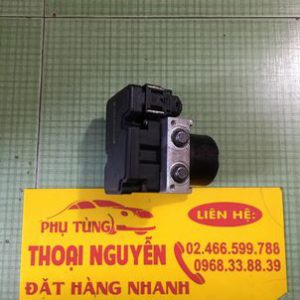 PHỤ TÙNG
THOẠI NGUYỄN
ĐẶT HÀNG NHANH
LIÊN HỆ:
02.466.599.788
0968.33.88.39